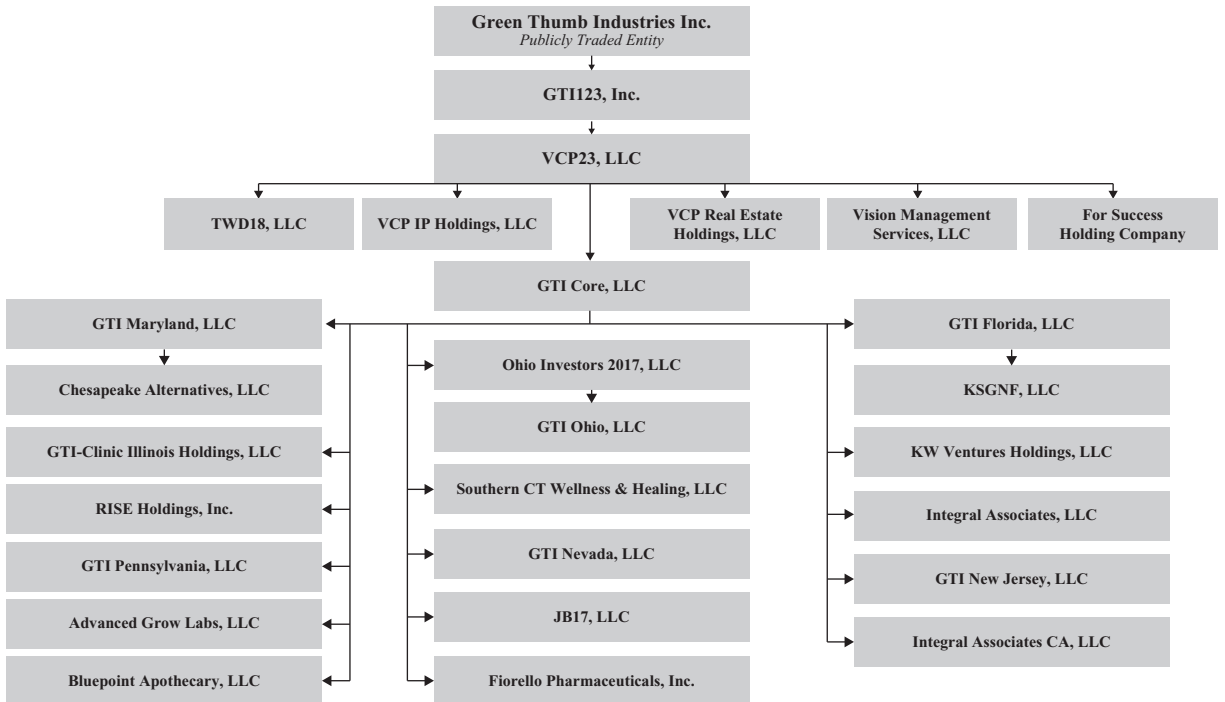 Green Thumb Industries Inc.
Publicly Traded Entity
GTI123, Inc.
VCP23, LLC
TWD18, LLC
VCP IP Holdings, LLC
VCP Real Estate
Holdings, LLC
Vision Management
Services, LLC
For Success
Holding Company
GTI Core, LLC
GTI Maryland, LLC
Chesapeake Alternatives, LLC
GTI-Clinic Illinois Holdings, LLC
RISE Holdings, Inc.
GTI Pennsylvania, LLC
Advanced Grow Labs, LLC
Bluepoint Apothecary, LLC
Ohio Investors 2017, LLC
GTI Ohio, LLC
Southern CT Wellness & Healing, LLC
GTI Nevada, LLC
JB17, LLC
Fiorello Pharmaceuticals, Inc.
GTI Florida, LLC
KSGNF, LLC
KW Ventures Holdings, LLC
Integral Associates, LLC
GTI New Jersey, LLC
Integral Associates CA, LLC